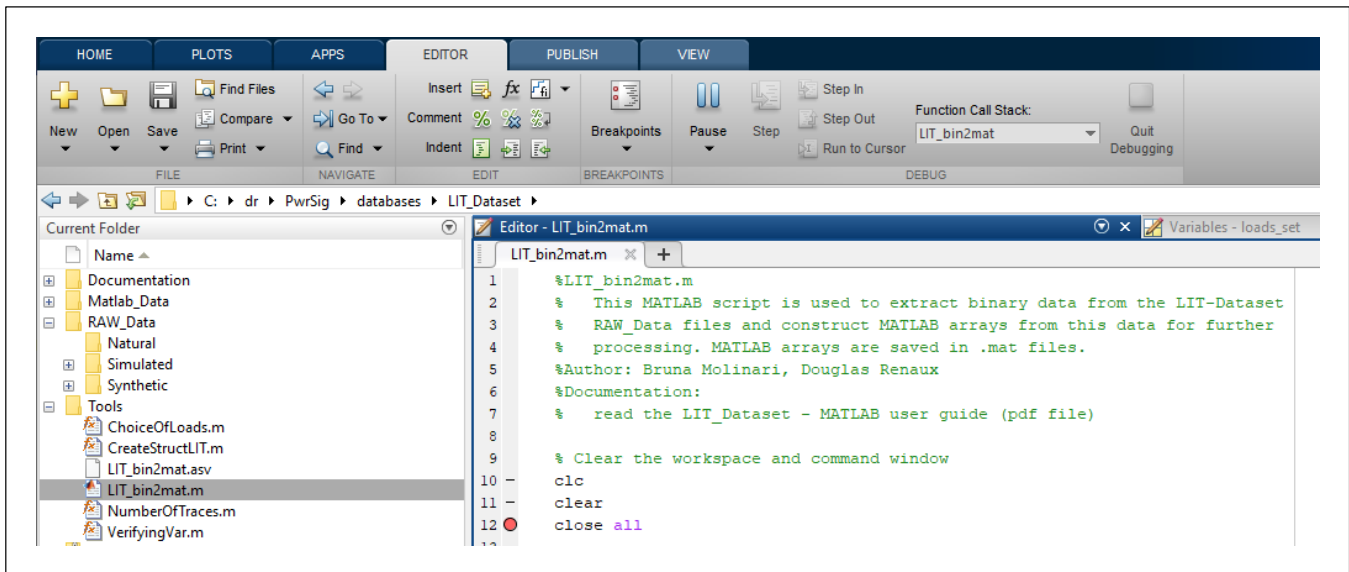 HOME PLOTS APPS EDITOR PUBLISH VIEW
New Open Save Find Files Compare Print
Go To Find
Insert fx
Comment
Indent
Breakpoints
Pause Step Step In
Step Out
Run to Cursor
Function Call Stack:
LIT_bin2mat
Quit
Debugging
FILE NAVIGATE EDIT BREAKPOINTS DEBUG
C: dr PwrSig databases LIT_Dataset
Current Folder
Name
Documentation
Matlab_Data
RAW_Data
Natural
Simulated
Synthetic
Tools
ChoiceOfLoads.m
CreateStructLIT.m
LIT_bin2mat.asv
LIT_bin2mat.m
NumberOfTraces.m
VerifyingVar.m
Editor - LIT_bin2mat.m Variables - loads_set
LIT_bin2mat.m +
1 %LIT_bin2mat.m
2 % This MATLAB script is used to extract binary data from the LIT-Dataset
3 % RAW_Data files and construct MATLAB arrays from this data for further
4 % processing. MATLAB arrays are saved in .mat files.
5 %Author: Bruna Molinari, Douglas Renaux
6 %Documentation:
7 % read the LIT_Dataset - MATLAB user guide (pdf file)
8
9 % Clear the workspace and command window
10 - clc
11 - clear
12 close all